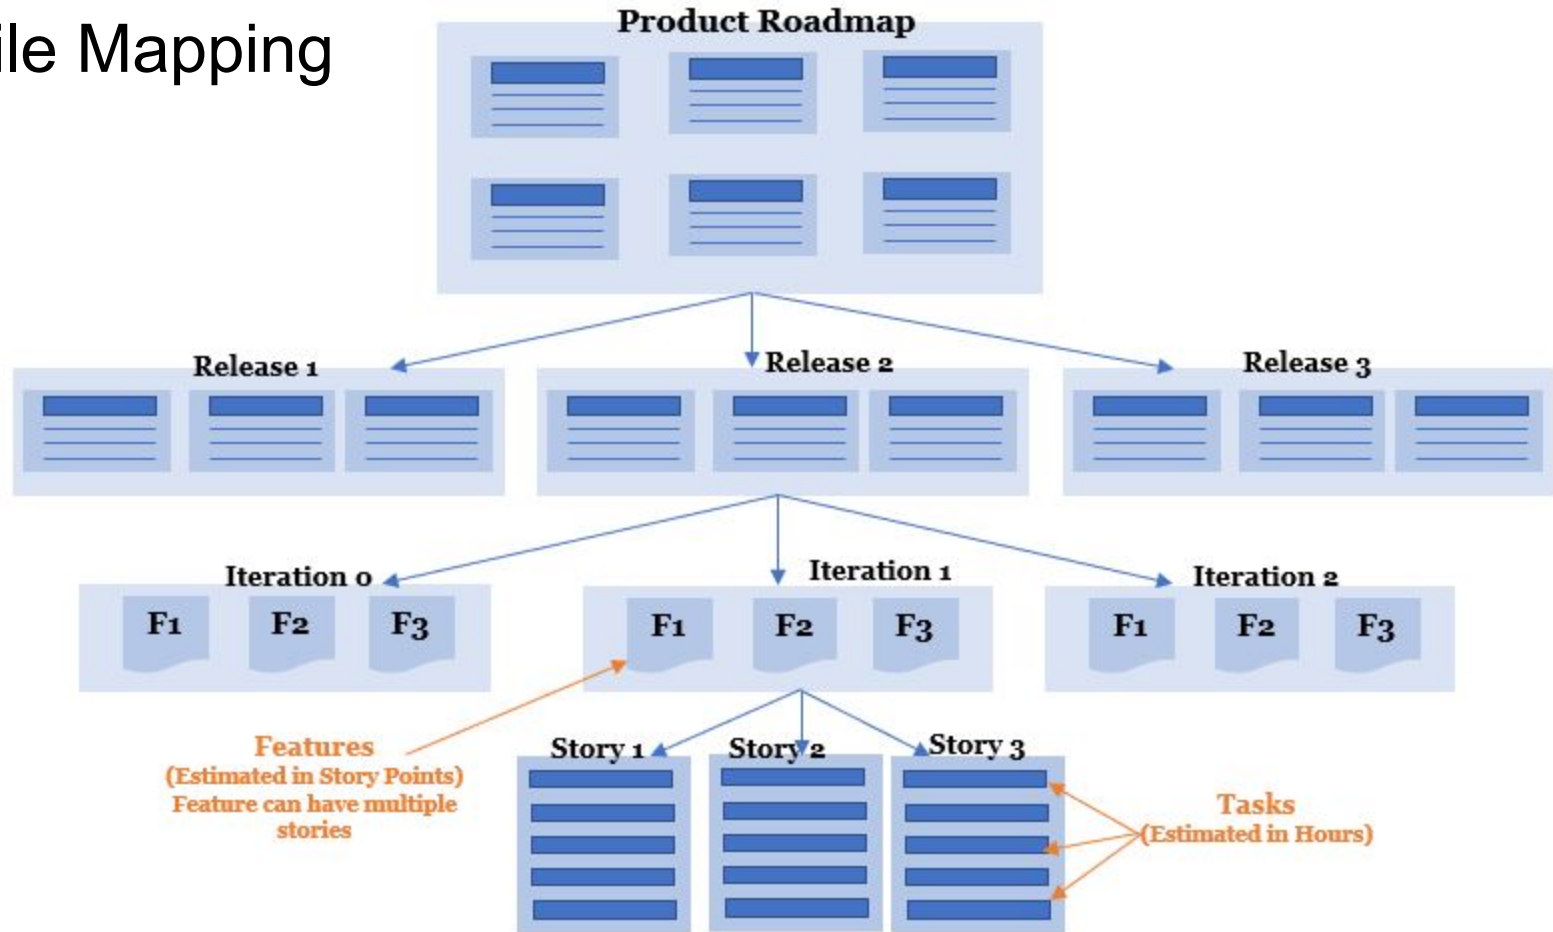 ile Mapping
Product Roadmap
Release 1
Release 2
Release 3
Iteration 0
Iteration 1
Iteration 2
F1
F2
F3
F1
F2
F3
F1
F2
F3
Features
(Estimated in Story Points)
Feature can have multiple
stories
Story 1
Story 2
Story 3
Tasks
(Estimated in Hours)